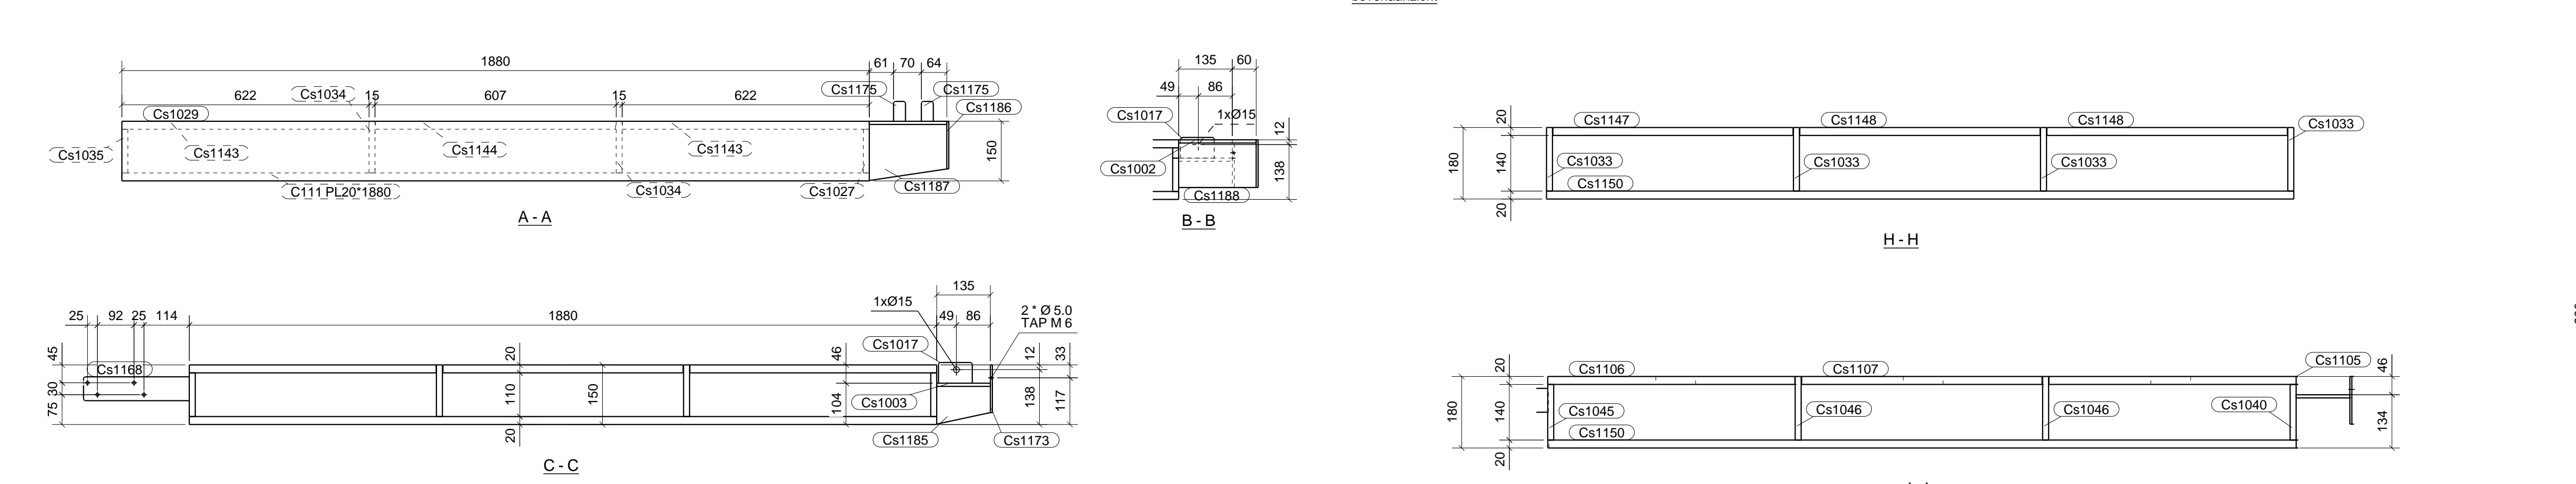 1880
61 70 64
622 Cs1034 15 607 15 622
Cs1175 Cs1175
Cs1186
Cs1029
Cs1035 Cs1143 Cs1144 Cs1143
150
C111 PL20*1880 Cs1034 Cs1027 Cs1187
A - A
135 60
49 86
Cs1017 1xØ15
12
Cs1002
138
Cs1188
B - B
20
Cs1147 Cs1148 Cs1148 Cs1033
180 140
Cs1033 Cs1033 Cs1033
Cs1150
20
H - H
135
1xØ15
2 * Ø 5.0
TAP M 6
25 92 25 114 1880 49 86
Cs1017
45 20 46 12 33
Cs1168
30 110 150
75 104 138 117
Cs1003
20
Cs1185 Cs1173
C - C
20 Cs1106 Cs1107 Cs1105 46
180 140
Cs1045 Cs1046 Cs1046 Cs1040
134
Cs1150
20